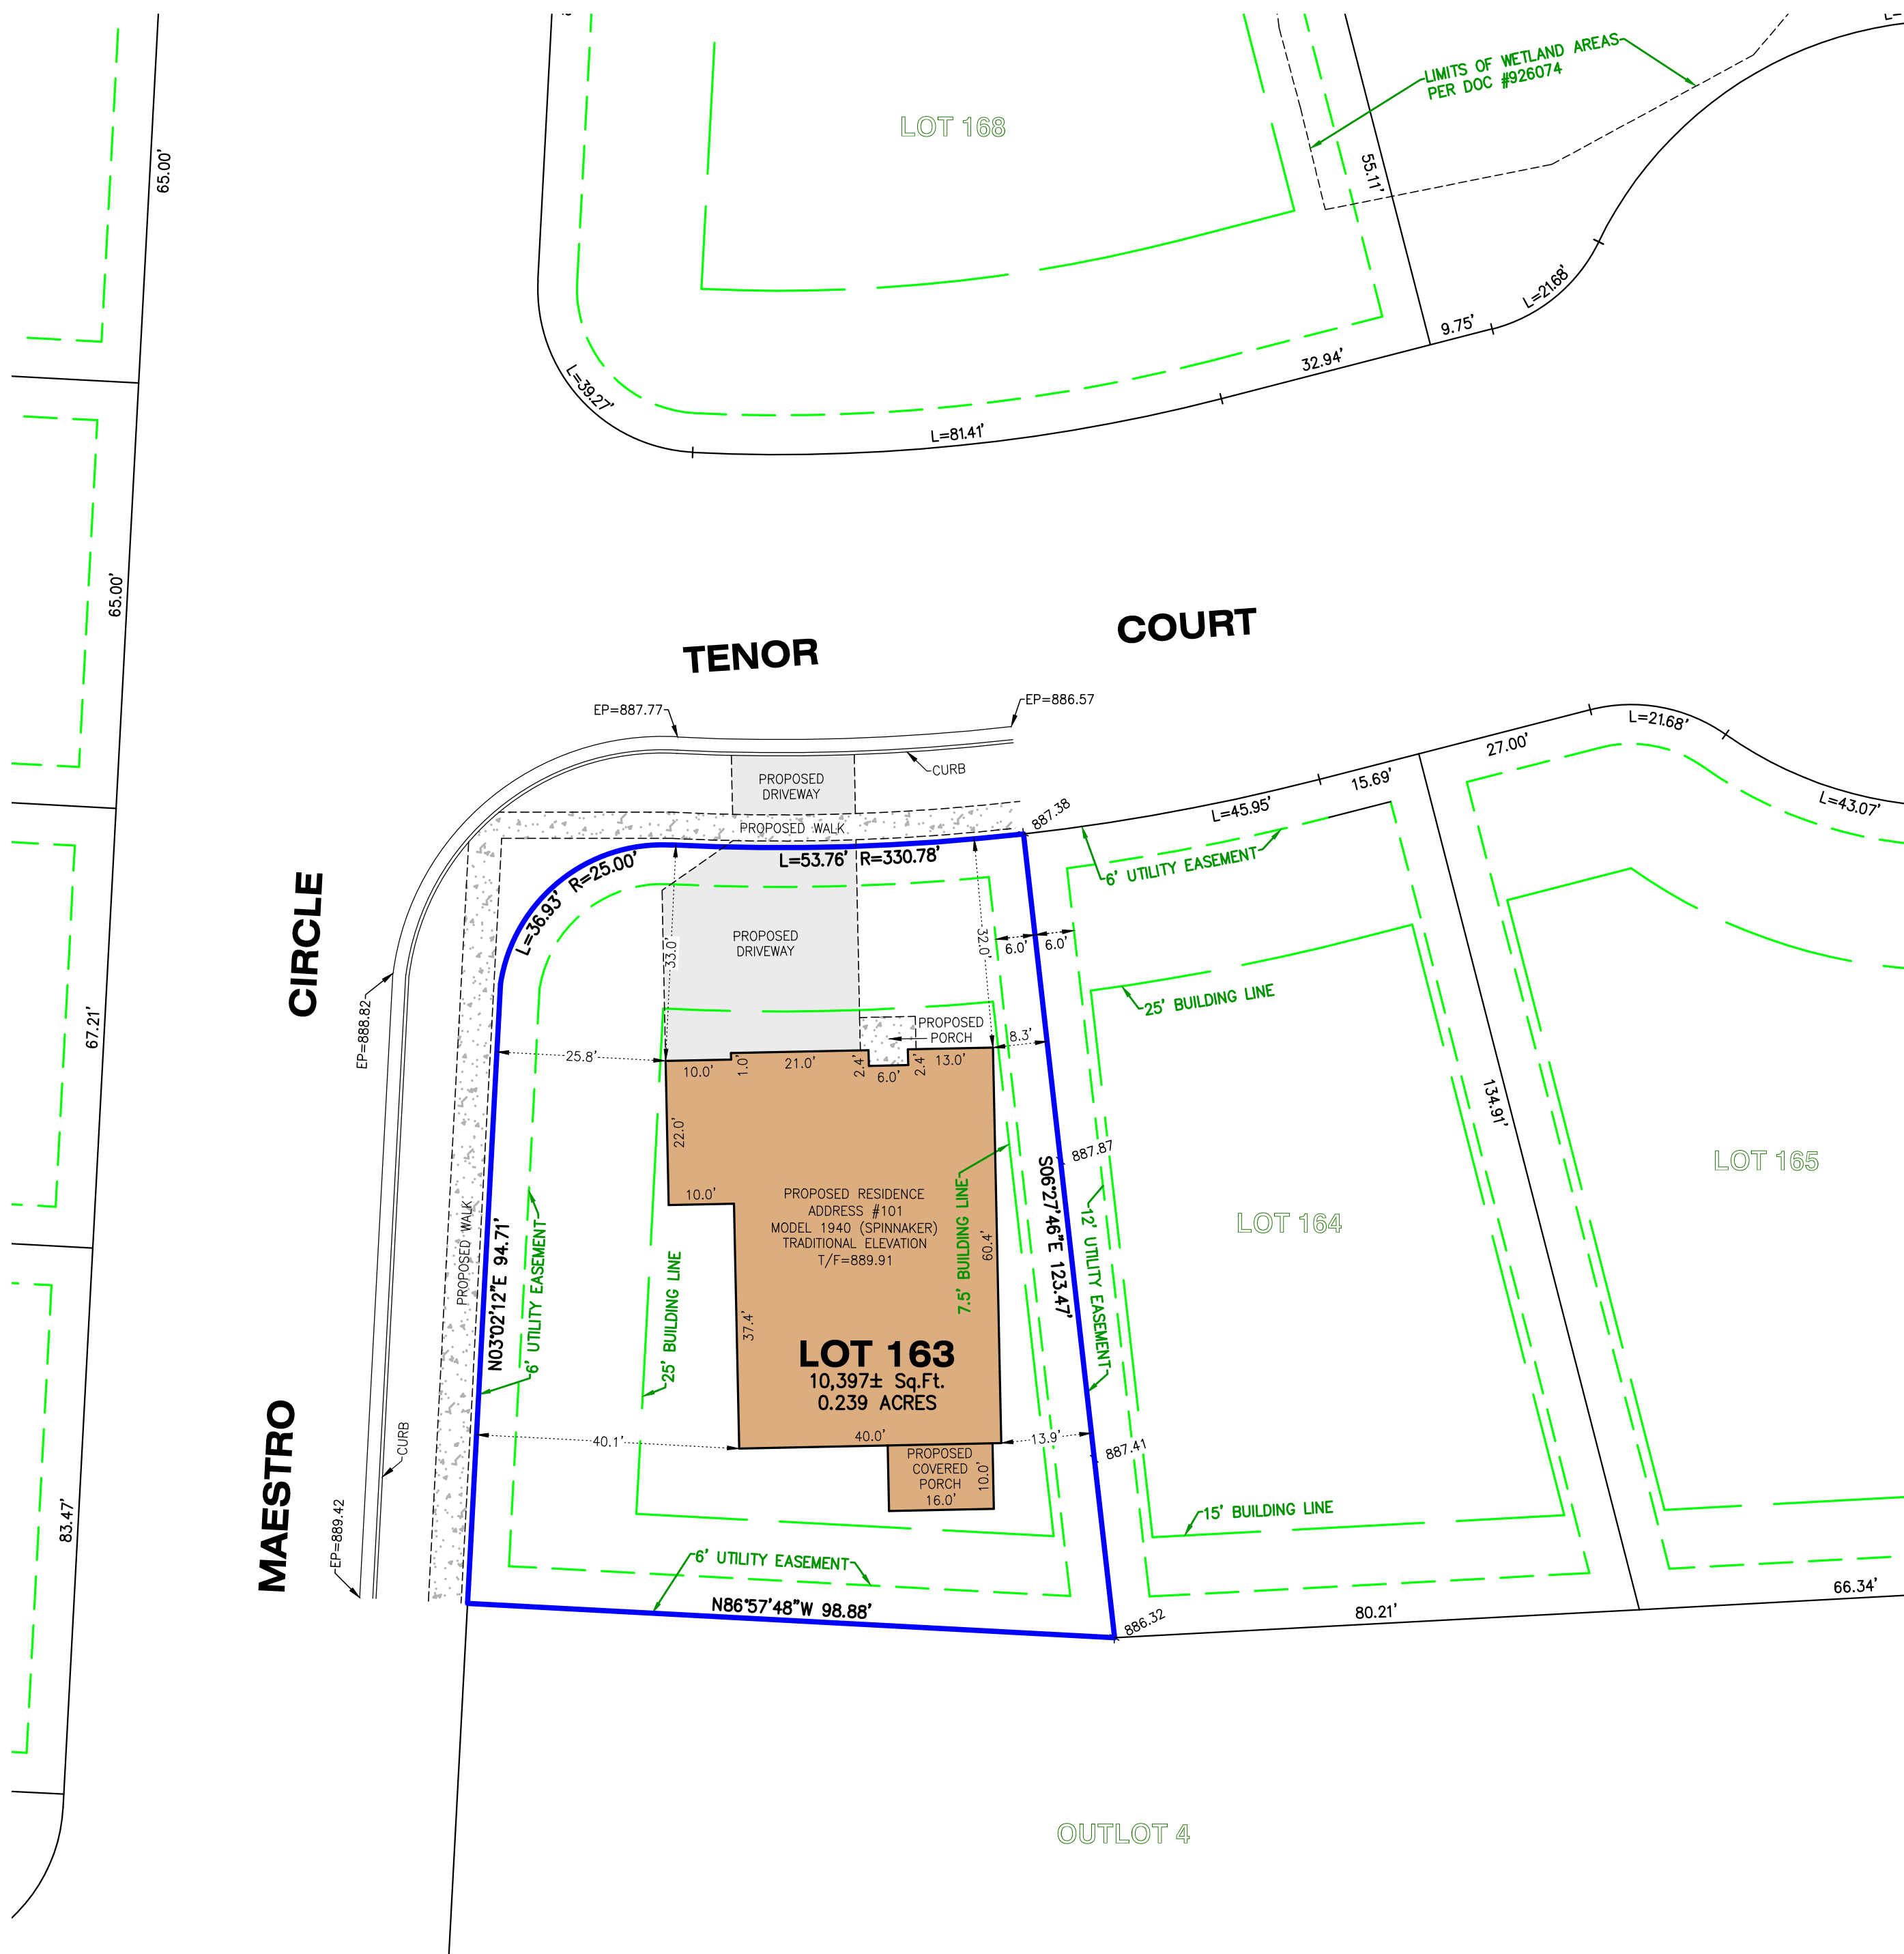 L=
LIMITS OF WETLAND AREAS
PER DOC #926074
LOT 168
55.11'
65.00'
L=21.68'
9.75'
32.94'
L=39.27'
L=81.41'
65.00'
TENOR
COURT
EP=887.77
EP=886.57
CURB
L=21.68'
27.00'
15.69'
L=45.95'
L=43.07'
PROPOSED
DRIVEWAY
PROPOSED WALK
887.38
L=53.76' R=330.78'
L=36.93' R=25.00'
6' UTILITY EASEMENT
PROPOSED
DRIVEWAY
33.0'
32.0'
6.0'
6.0'
CIRCLE
EP=888.82
67.21'
25' BUILDING LINE
PROPOSED
PORCH
25.8'
8.3'
10.0'
1.0'
21.0'
2.4'
6.0'
2.4'
13.0'
22.0'
134.91'
887.87
LOT 165
10.0'
PROPOSED RESIDENCE
ADDRESS #101
MODEL 1940 (SPINNAKER)
TRADITIONAL ELEVATION
T/F=889.91
7.5' BUILDING LINE
60.4'
S06°27'46"E 123.47'
12' UTILITY EASEMENT
LOT 164
PROPOSED WALK
N03°02'12"E 94.71'
6' UTILITY EASEMENT
25' BUILDING LINE
37.4'
LOT 163
10,397± Sq.Ft.
0.239 ACRES
40.1'
40.0'
13.9'
887.41
CURB
MAESTRO
EP=889.42
83.47'
PROPOSED
COVERED
PORCH
16.0'
10.0'
15' BUILDING LINE
6' UTILITY EASEMENT
N86°57'48"W 98.88'
886.32
80.21'
66.34'
OUTLOT 4